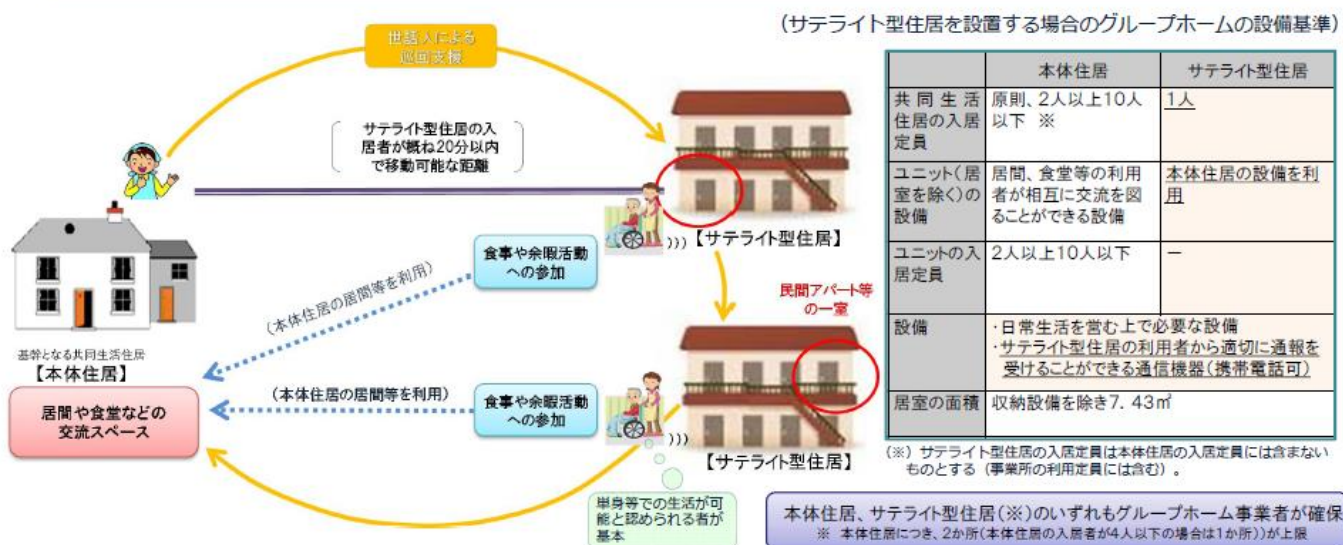 (サテライト型住居を設置する場合のグループホームの設備基準)
世話人による
巡回支援
サテライト型住居の入
居者が概ね20分以内
で移動可能な距離
)))
【サテライト型住居】
食事や余暇活動
への参加
(本体住居の居間等を利用)
民間アパート等
の一室
基幹となる共同生活住居
【本体住居】
居間や食堂などの
交流スペース
(本体住居の居間等を利用)
食事や余暇活動
への参加
)))
【サテライト型住居】
単身等での生活が可
能と認められる者が
基本
本体住居
サテライト型住居
共同生活
住居の入居
定員
原則、2人以上10人
以下 ※
1人
ユニット(居
室を除く)の
設備
居間、食堂等の利用
者が相互に交流を図
ることができる設備
本体住居の設備を利
用
ユニットの入
居定員
2人以上10人以下
－
設備
・日常生活を営む上で必要な設備
・サテライト型住居の利用者から適切に通報を
受けることができる通信機器(携帯電話可)
居室の面積
収納設備を除き7.43㎡
(※) サテライト型住居の入居定員は本体住居の入居定員には含まない
ものとする(事業所の利用定員には含む)。
本体住居、サテライト型住居(※)のいずれもグループホーム事業者が確保
※ 本体住居につき、2か所(本体住居の入居者が4人以下の場合は1か所))が上限